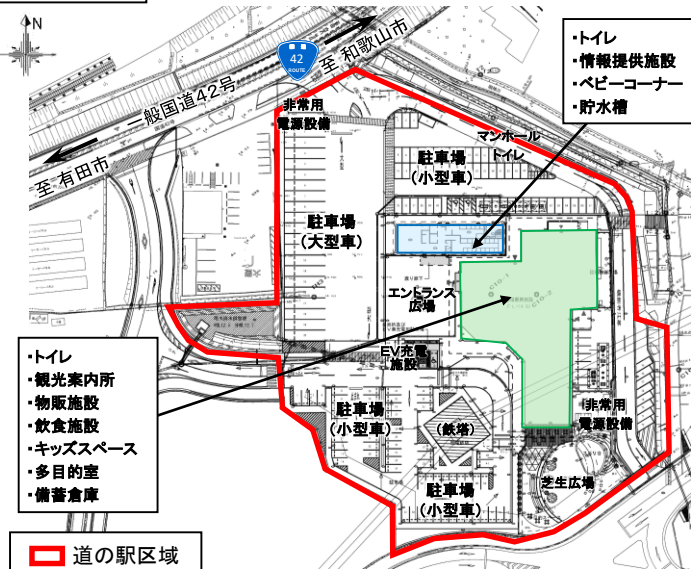 N
42
ROUTE
至 和歌山市
一般国道42号
至 有田市
・トイレ
・情報提供施設
・ベビーコーナー
・貯水槽
非常用
電源設備
マンホール
トイレ
駐車場
(小型車)
駐車場
(大型車)
エントランス
広場
EV充電
施設
・トイレ
・観光案内所
・物販施設
・飲食施設
・キッズスペース
・多目的室
・備蓄倉庫
駐車場
(小型車)
(鉄塔)
非常用
電源設備
駐車場
(小型車)
芝生広場
道の駅区域